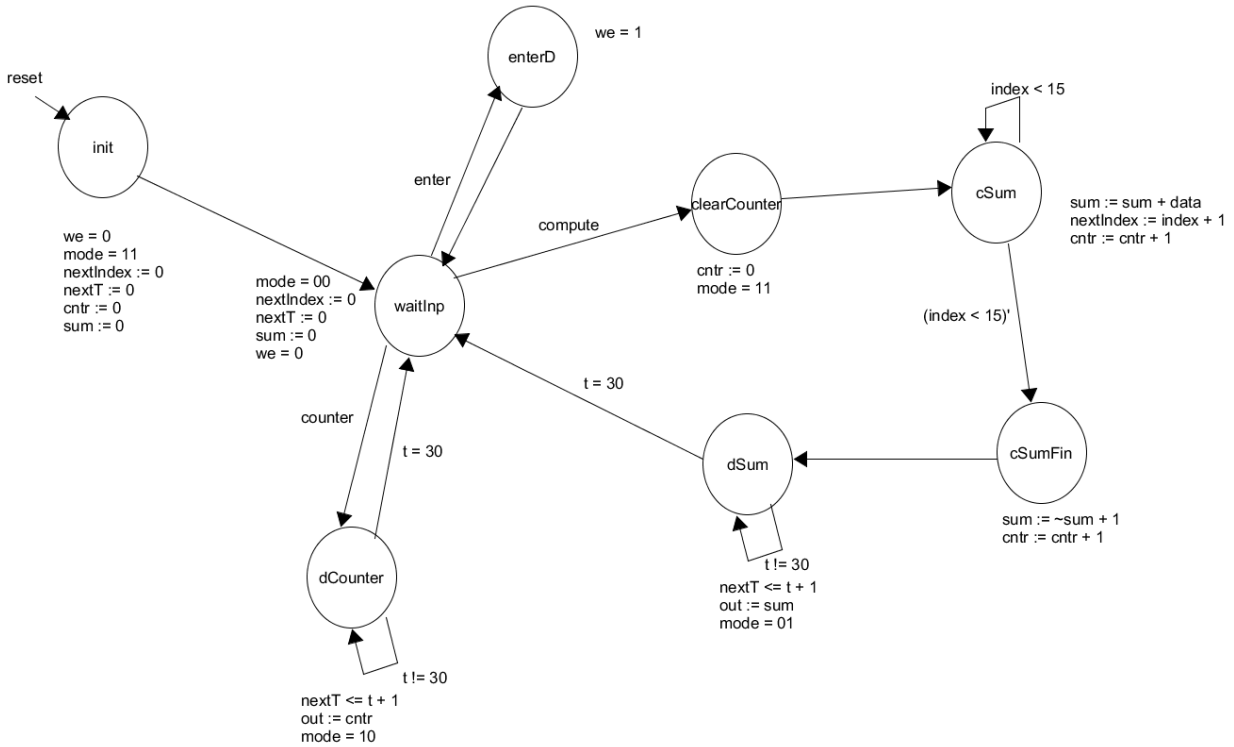 we = 1
enterD
reset
index < 15
init
enter
clearCounter
cSum
compute
sum := sum + data
nextIndex := index + 1
cntr := cntr + 1
we = 0
mode = 11
nextIndex := 0
nextT := 0
cntr := 0
sum := 0
mode = 00
nextIndex := 0
nextT := 0
sum := 0
we = 0
waitInp
cntr := 0
mode = 11
(index < 15)'
t = 30
counter
t = 30
dSum
cSumFin
sum := ~sum + 1
cntr := cntr + 1
t != 30
nextT <= t + 1
out := sum
mode = 01
dCounter
t != 30
nextT <= t + 1
out := cntr
mode = 10